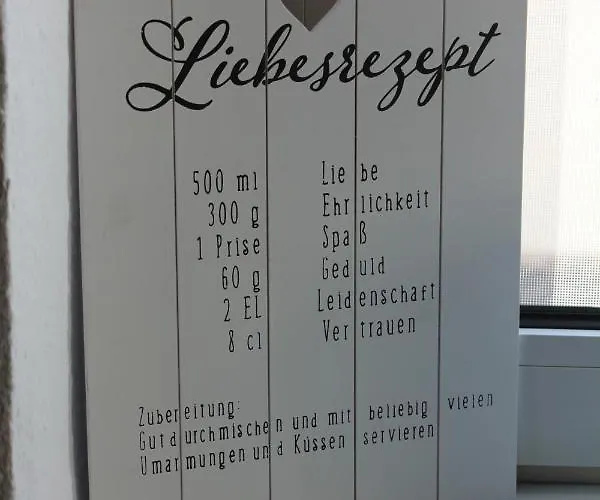 Liebesrezept
500 ml Liebe
300 g Ehrlichkeit
1 Prise Spaß
60 g Geduld
2 EL Leidenschaft
8 cl Vertrauen
Zubereitung:
Gut durchmischen und mit beliebig vielen
Umarmungen und Küssen servieren